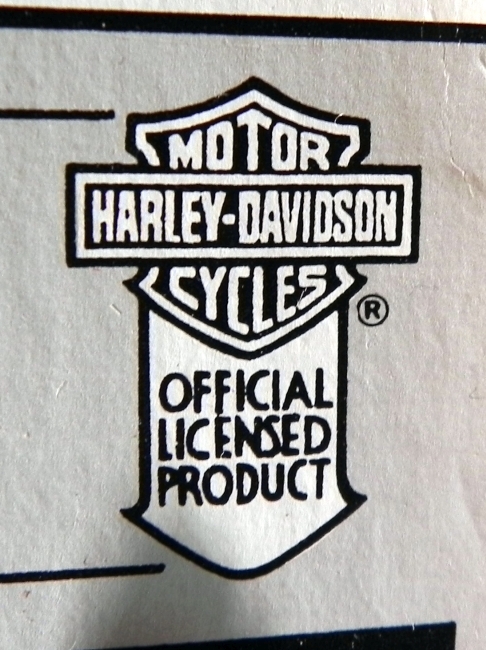 MOTOR
HARLEY-DAVIDSON
CYCLES
®
OFFICIAL
LICENSED
PRODUCT